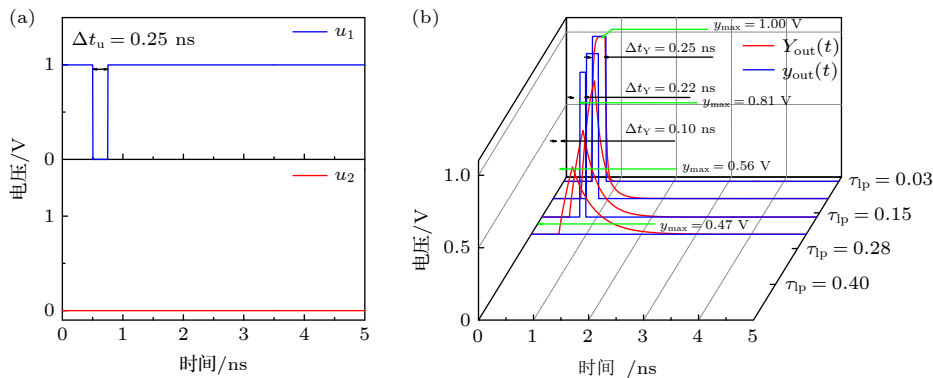 (a)
Δt_u = 0.25 ns
u₁
1
0
u₂
1
0
电压/V
0 1 2 3 4 5
时间/ns
(b)
y_max = 1.00 V
Δt_Y = 0.25 ns
Y_out(t)
y_out(t)
Δt_Y = 0.22 ns
y_max = 0.81 V
Δt_Y = 0.10 ns
y_max = 0.56 V
y_max = 0.47 V
τ_lp = 0.03
τ_lp = 0.15
τ_lp = 0.28
τ_lp = 0.40
1.0
0.5
0
电压/V
0 1 2 3 4 5
时间 /ns